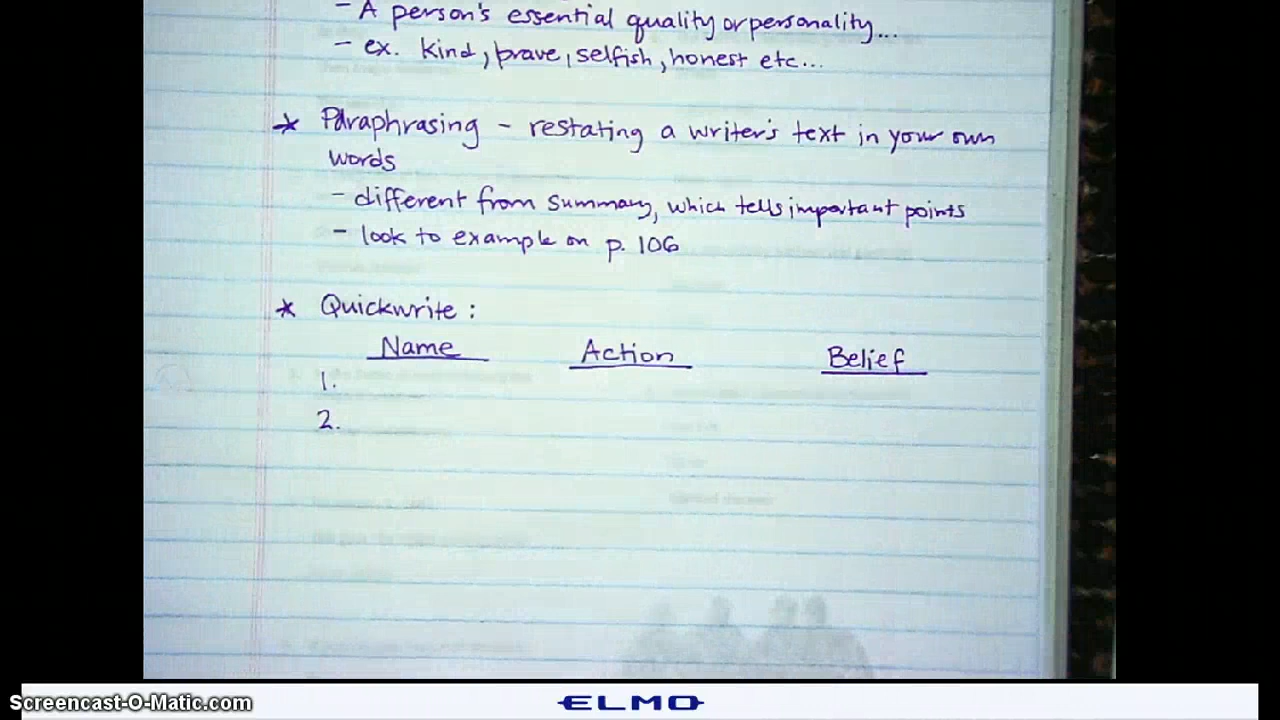 - A person's essential quality or personality...
- ex. kind, brave, selfish, honest etc...
* Paraphrasing - restating a writer's text in your own
words
- different from summary, which tells important points
- look to example on p. 106
* Quickwrite :
Name Action Belief
1.
2.
Screencast-O-Matic.com
ELMO